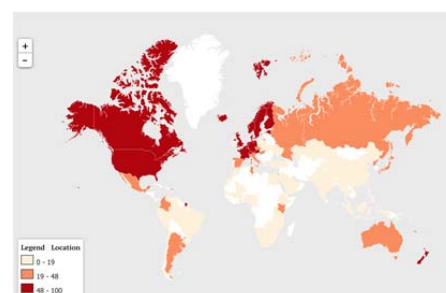 +
−
Legend Location
0 - 19
19 - 48
48 - 100